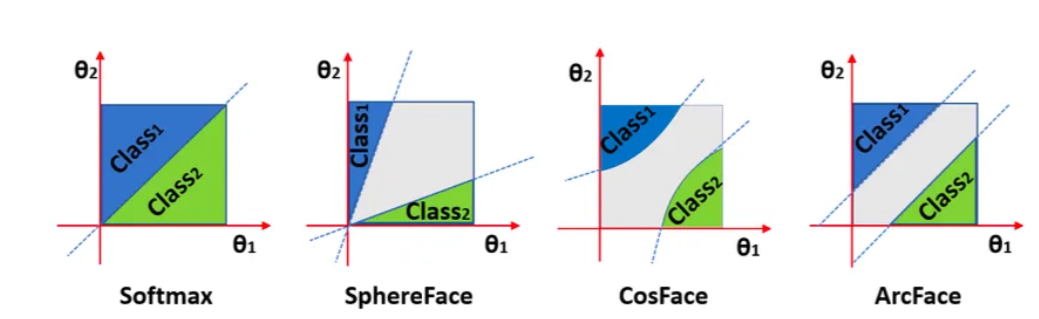 θ2
Class1
Class2
θ1
Softmax
θ2
Class1
Class2
θ1
SphereFace
θ2
Class1
Class2
θ1
CosFace
θ2
Class1
Class2
θ1
ArcFace